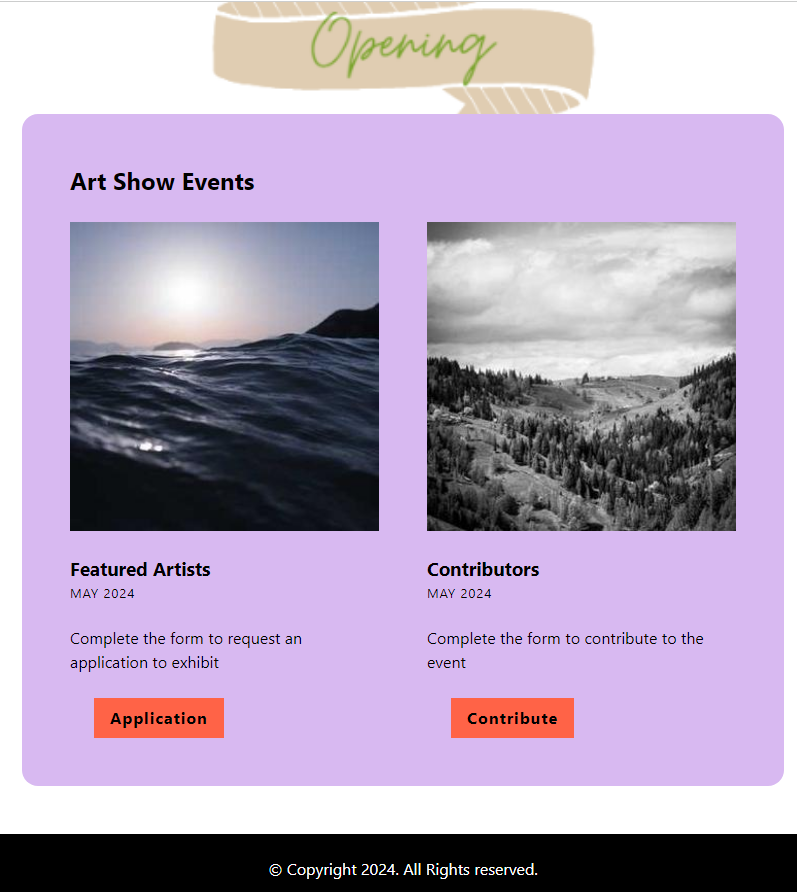 Opening
Art Show Events
Featured Artists
MAY 2024
Complete the form to request an
application to exhibit
Application
Contributors
MAY 2024
Complete the form to contribute to the
event
Contribute
© Copyright 2024. All Rights reserved.